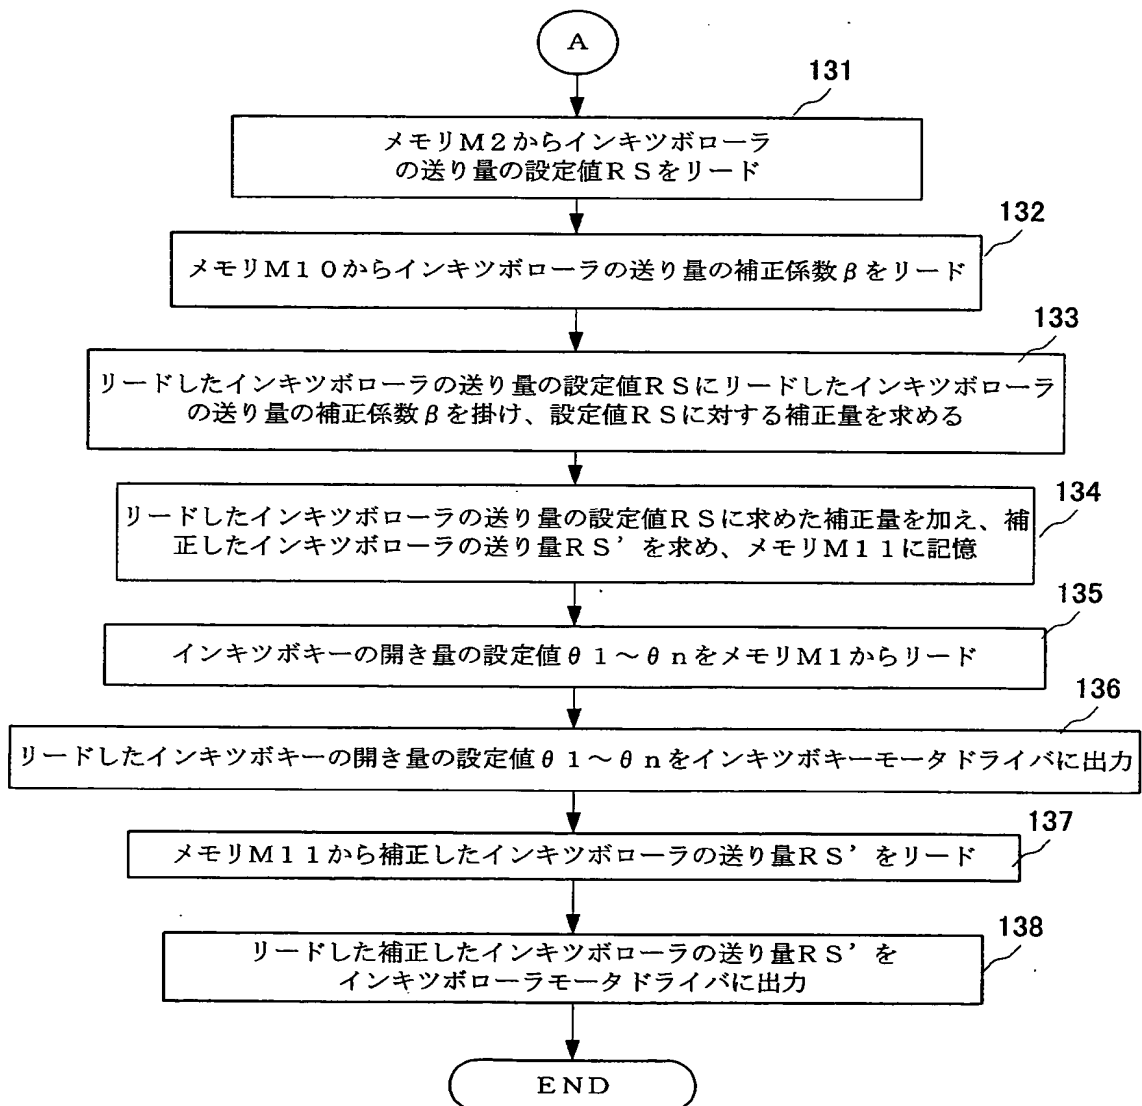 A
131
メモリM2からインキツボローラ
の送り量の設定値RSをリード
132
メモリM10からインキツボローラの送り量の補正係数βをリード
133
リードしたインキツボローラの送り量の設定値RSにリードしたインキツボローラ
の送り量の補正係数βを掛け、設定値RSに対する補正量を求める
134
リードしたインキツボローラの送り量の設定値RSに求めた補正量を加え、補
正したインキツボローラの送り量RS’を求め、メモリM11に記憶
135
インキツボキーの開き量の設定値θ1～θnをメモリM1からリード
136
リードしたインキツボキーの開き量の設定値θ1～θnをインキツボキーモータドライバに出力
137
メモリM11から補正したインキツボローラの送り量RS’をリード
138
リードした補正したインキツボローラの送り量RS’を
インキツボローラモータドライバに出力
END